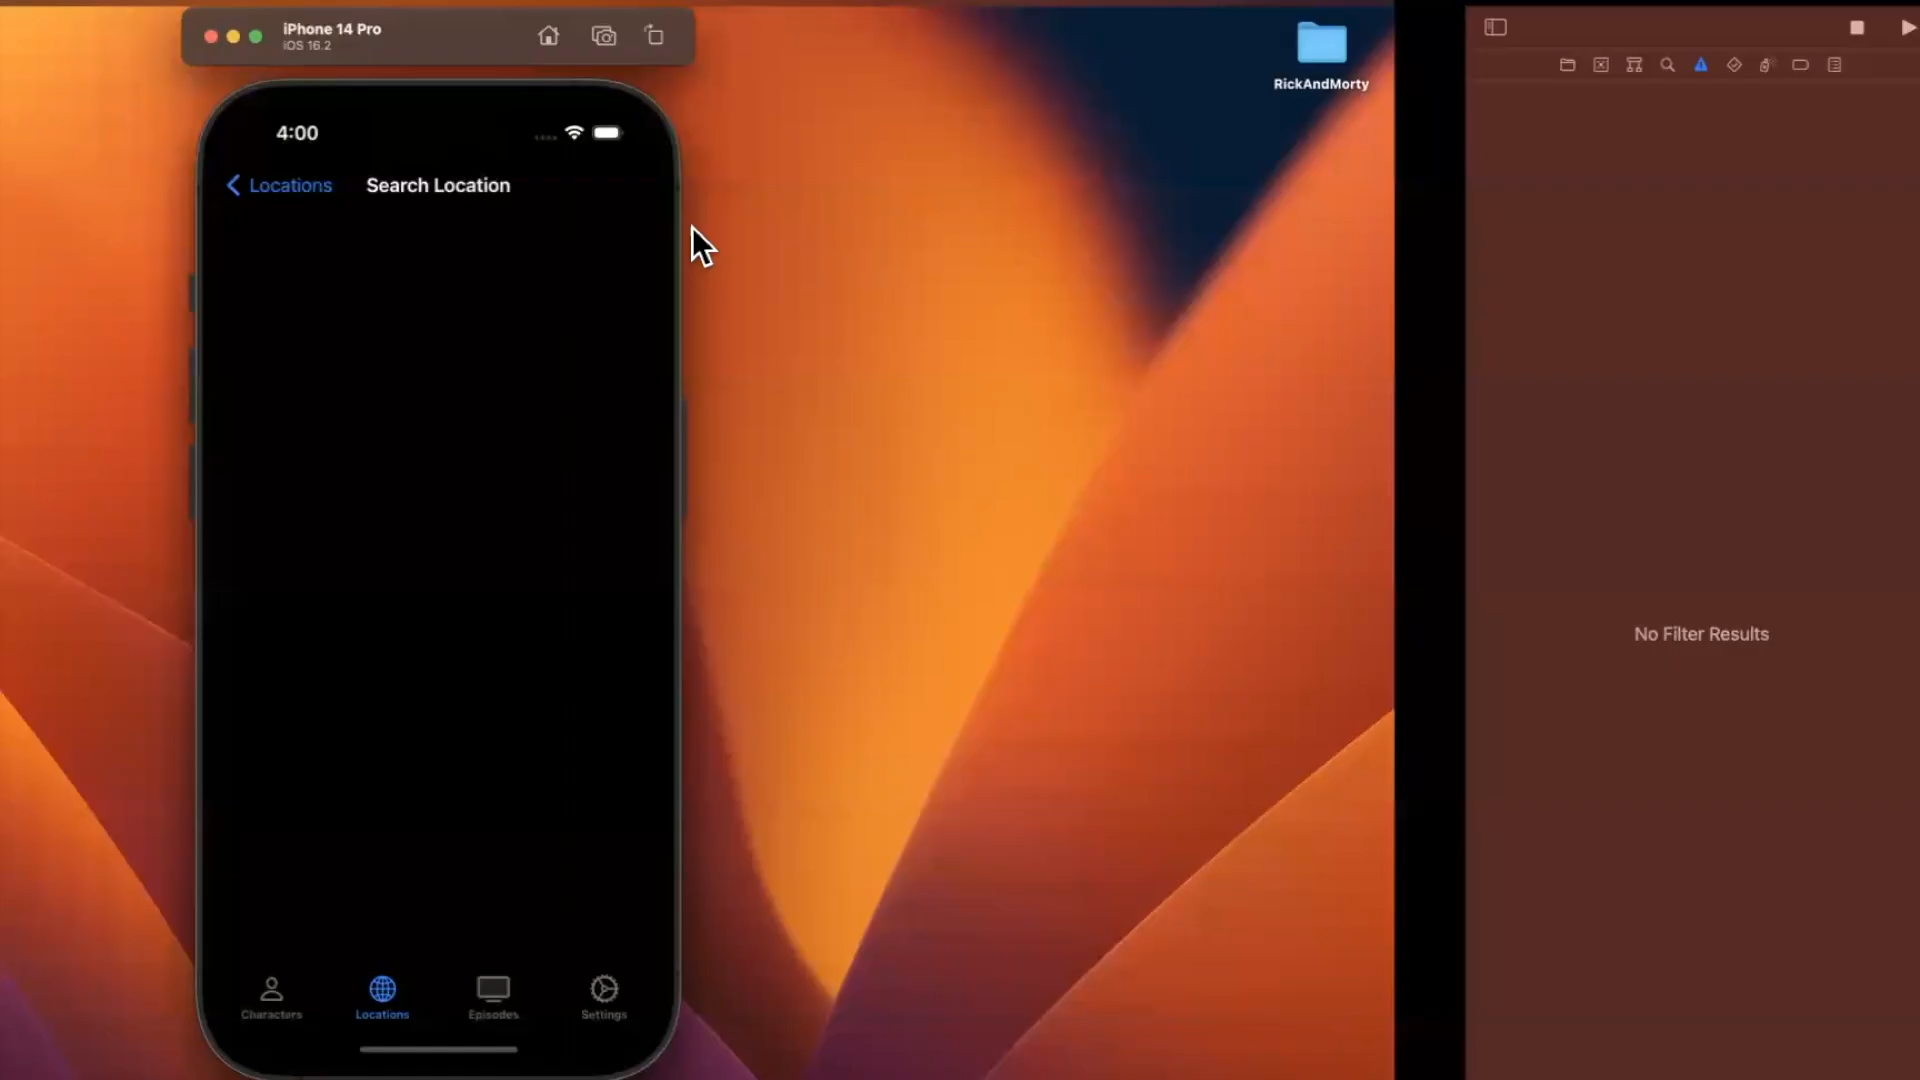 iPhone 14 Pro
iOS 16.2
RickAndMorty
4:00
Locations
Search Location
No Filter Results
Characters
Locations
Episodes
Settings